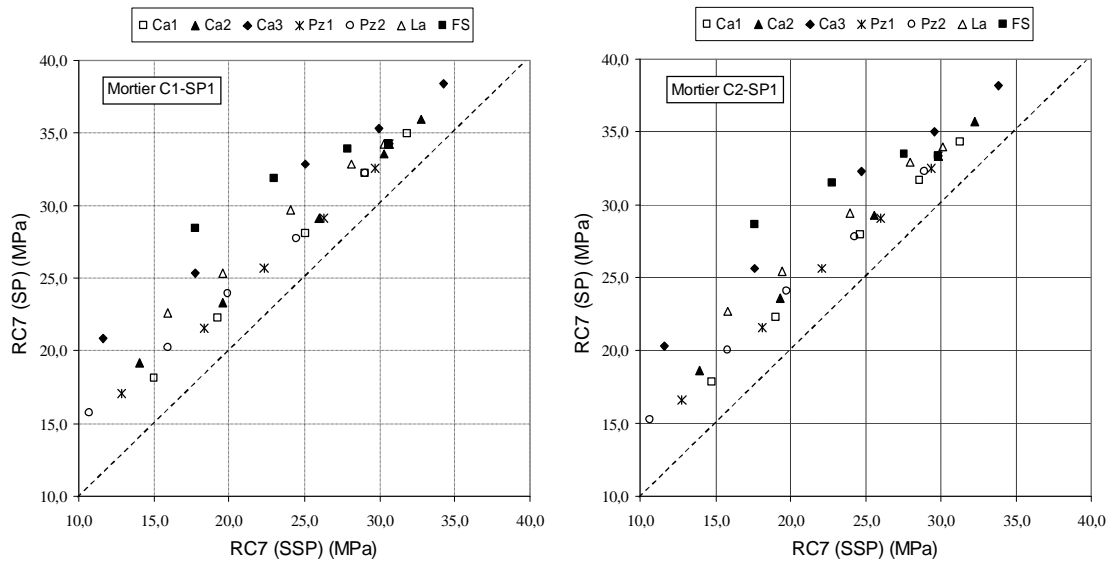 Ca1 Ca2 Ca3 Pz1 Pz2 La FS
Mortier C1-SP1
RC7 (SP) (MPa)
40,0
35,0
30,0
25,0
20,0
15,0
10,0
10,0 15,0 20,0 25,0 30,0 35,0 40,0
RC7 (SSP) (MPa)
Ca1 Ca2 Ca3 Pz1 Pz2 La FS
Mortier C2-SP1
RC7 (SP) (MPa)
40,0
35,0
30,0
25,0
20,0
15,0
10,0
10,0 15,0 20,0 25,0 30,0 35,0 40,0
RC7 (SSP) (MPa)